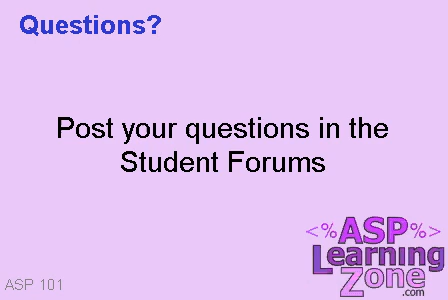 Questions?
Post your questions in the
Student Forums
<%ASP%>
Learning
Zone
.com
ASP 101